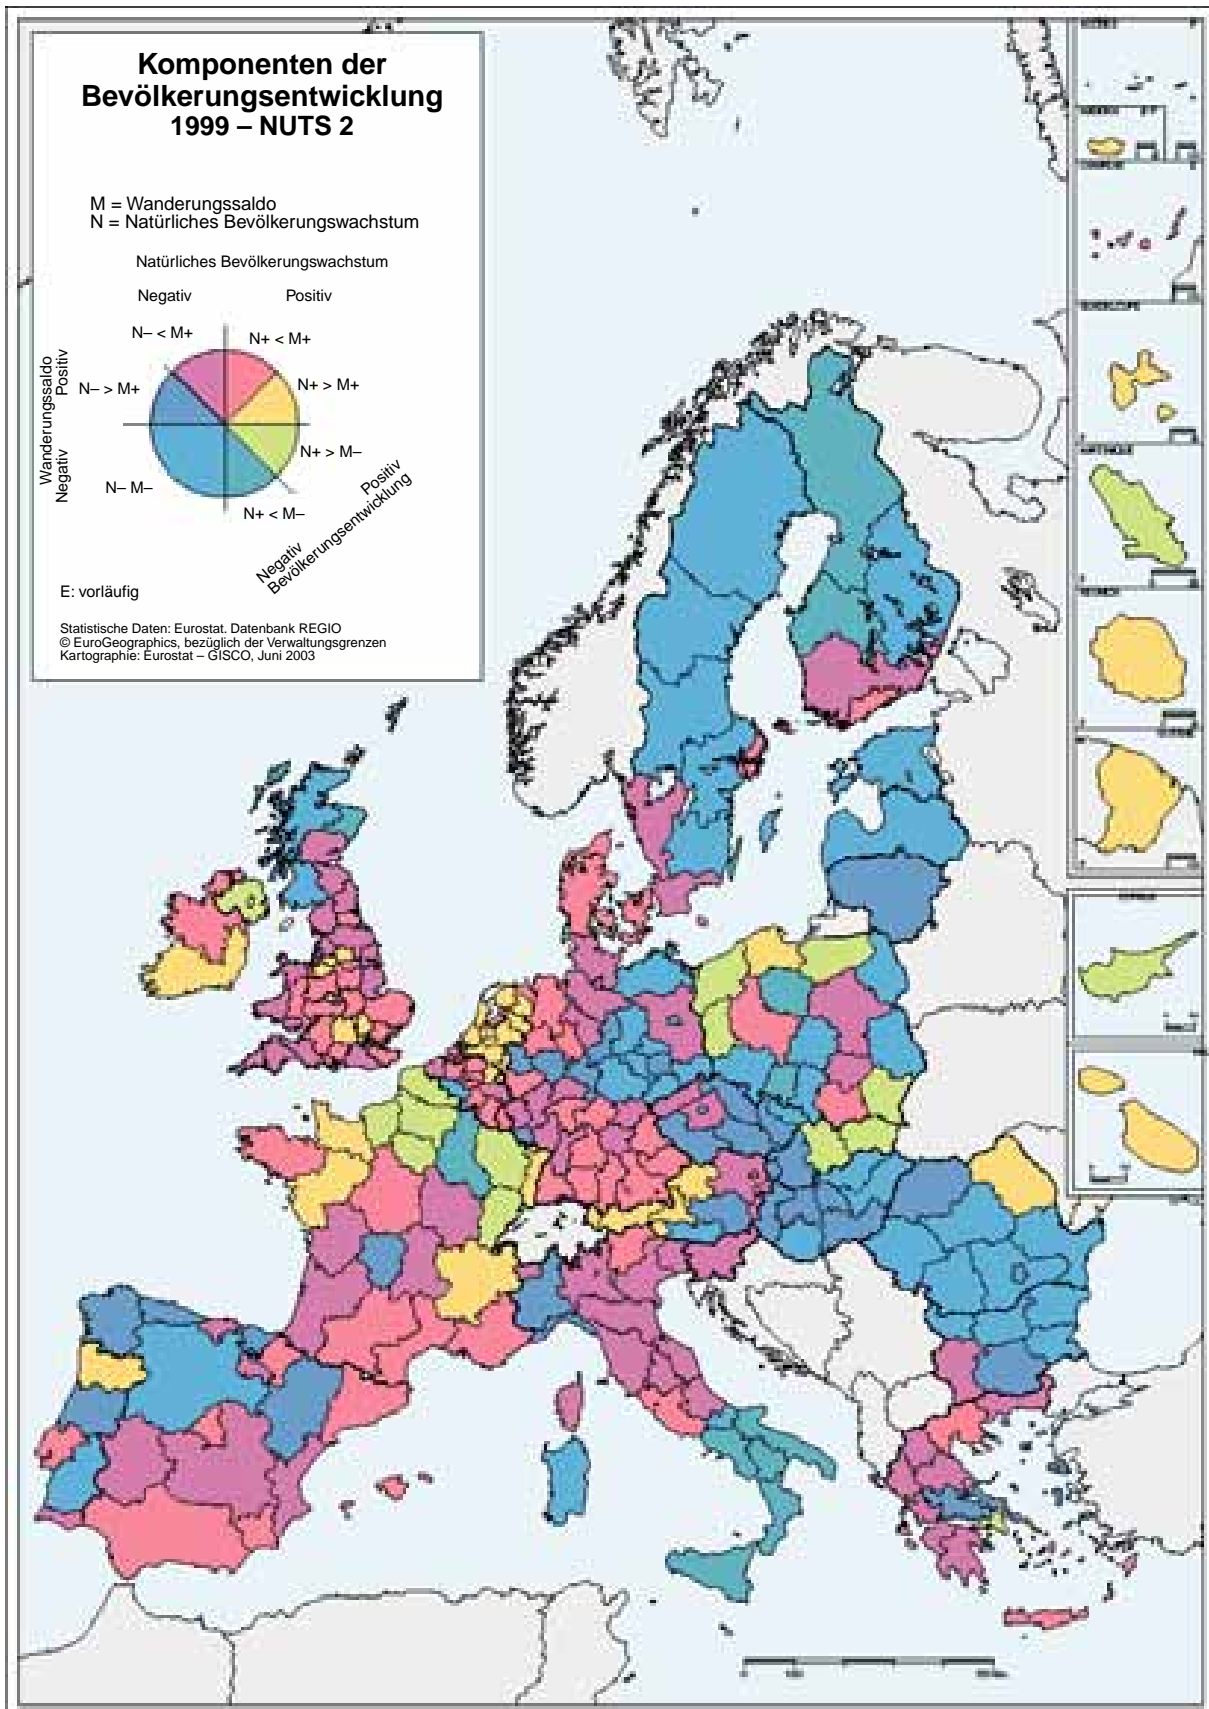 Komponenten der
Bevölkerungsentwicklung
1999 – NUTS 2
M = Wanderungssaldo
N = Natürliches Bevölkerungswachstum
Natürliches Bevölkerungswachstum
Negativ
Positiv
N– < M+
N+ < M+
Wanderungssaldo
Positiv
Negativ
N– > M+
N+ > M+
N+ > M–
N– M–
N+ < M–
Positiv
Negativ
Bevölkerungsentwicklung
E: vorläufig
Statistische Daten: Eurostat. Datenbank REGIO
© EuroGeographics, bezüglich der Verwaltungsgrenzen
Kartographie: Eurostat – GISCO, Juni 2003